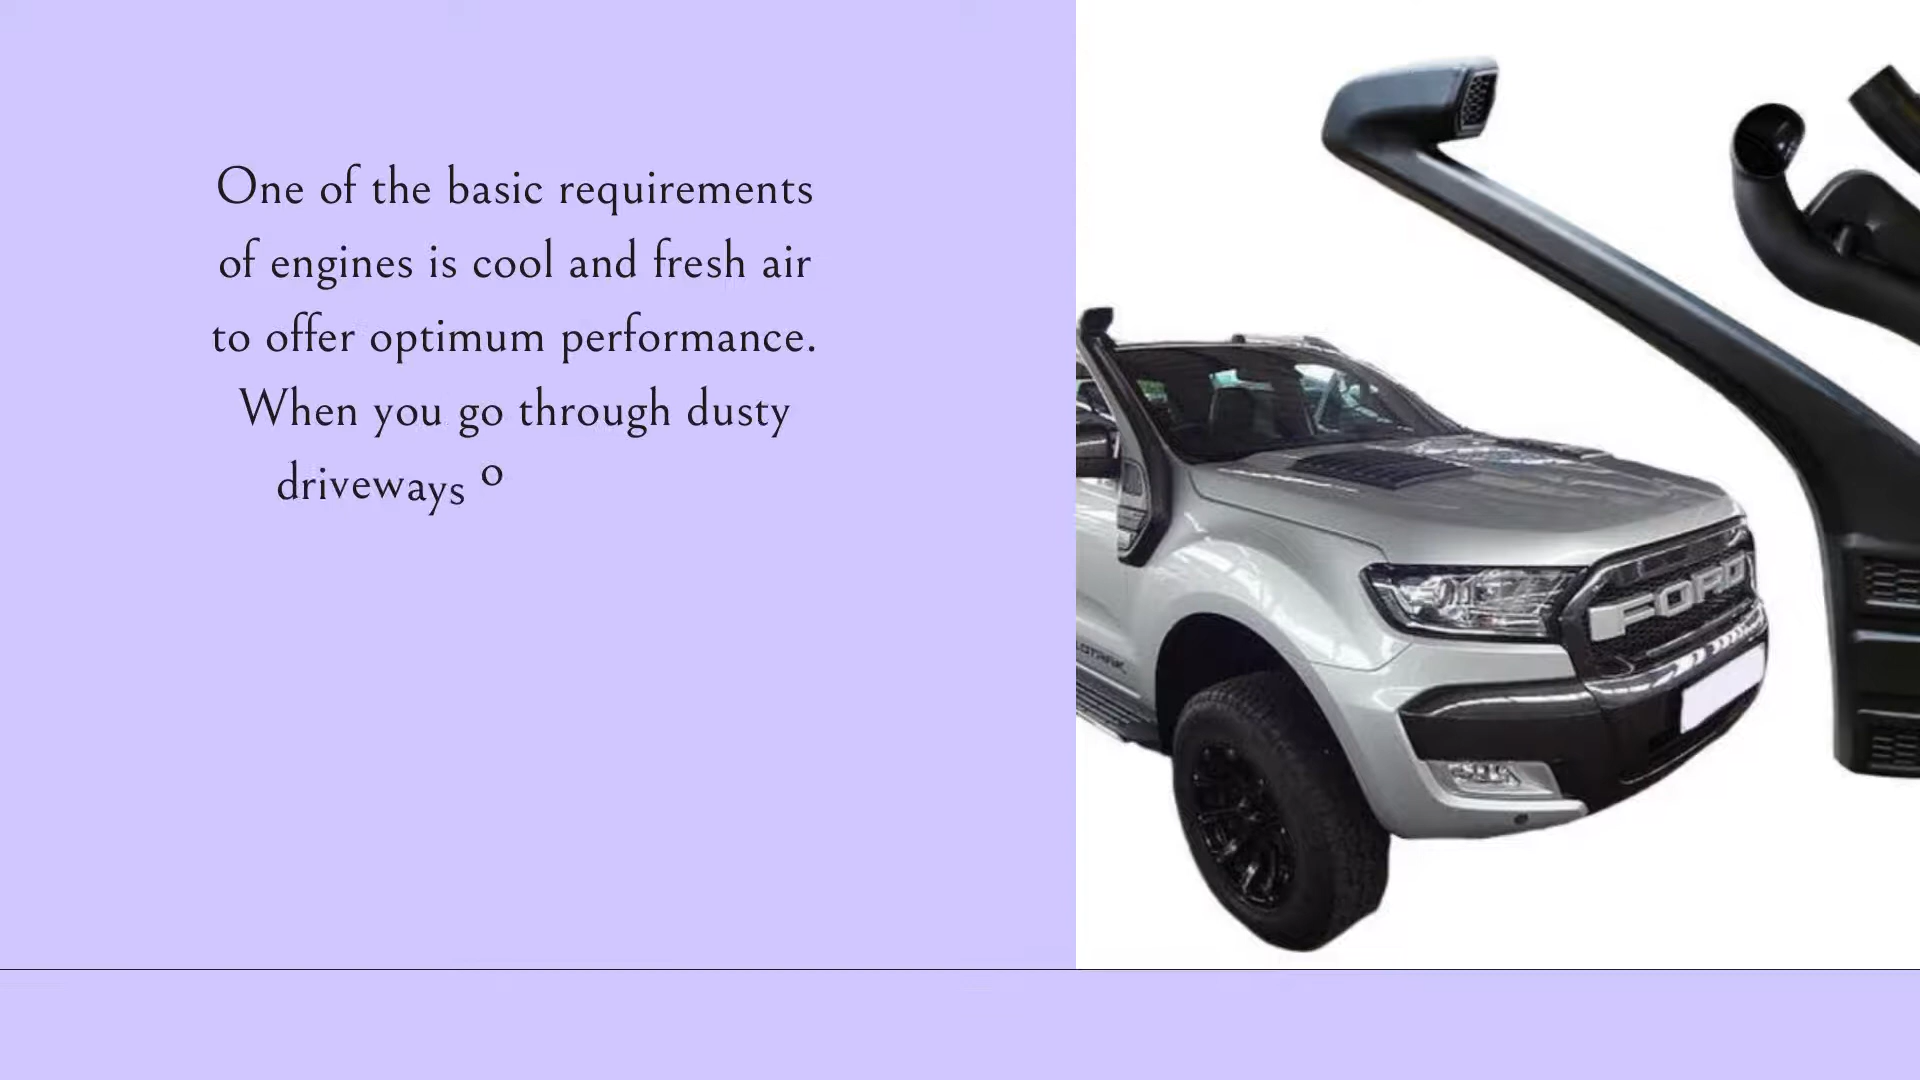 One of the basic requirements
of engines is cool and fresh air
to offer optimum performance.
When you go through dusty
driveways o
FORD